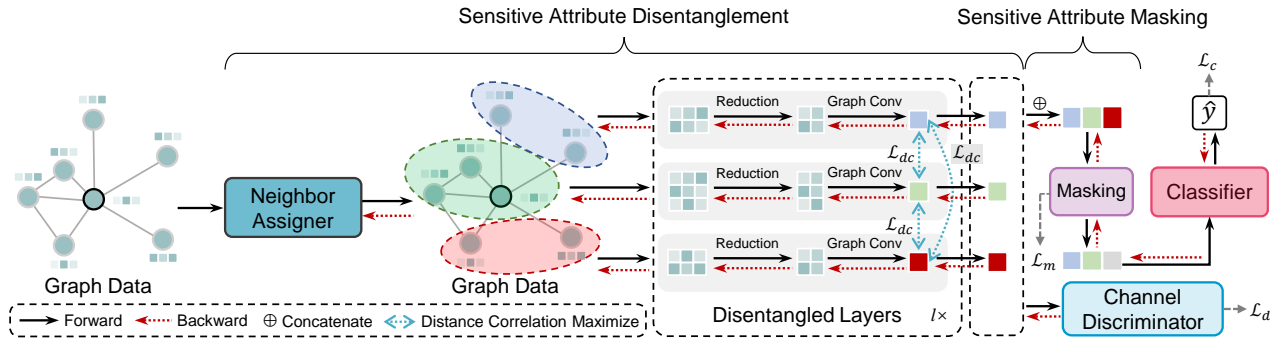 Sensitive Attribute Disentanglement
Sensitive Attribute Masking
Neighbor
Assigner
Graph Data
Graph Data
Reduction
Graph Conv
Reduction
Graph Conv
Reduction
Graph Conv
ℒdc
ℒdc
ℒdc
Disentangled Layers
l×
⊕
Masking
ℒm
ℒc
ŷ
Classifier
Channel
Discriminator
ℒd
Forward
Backward
⊕ Concatenate
Distance Correlation Maximize